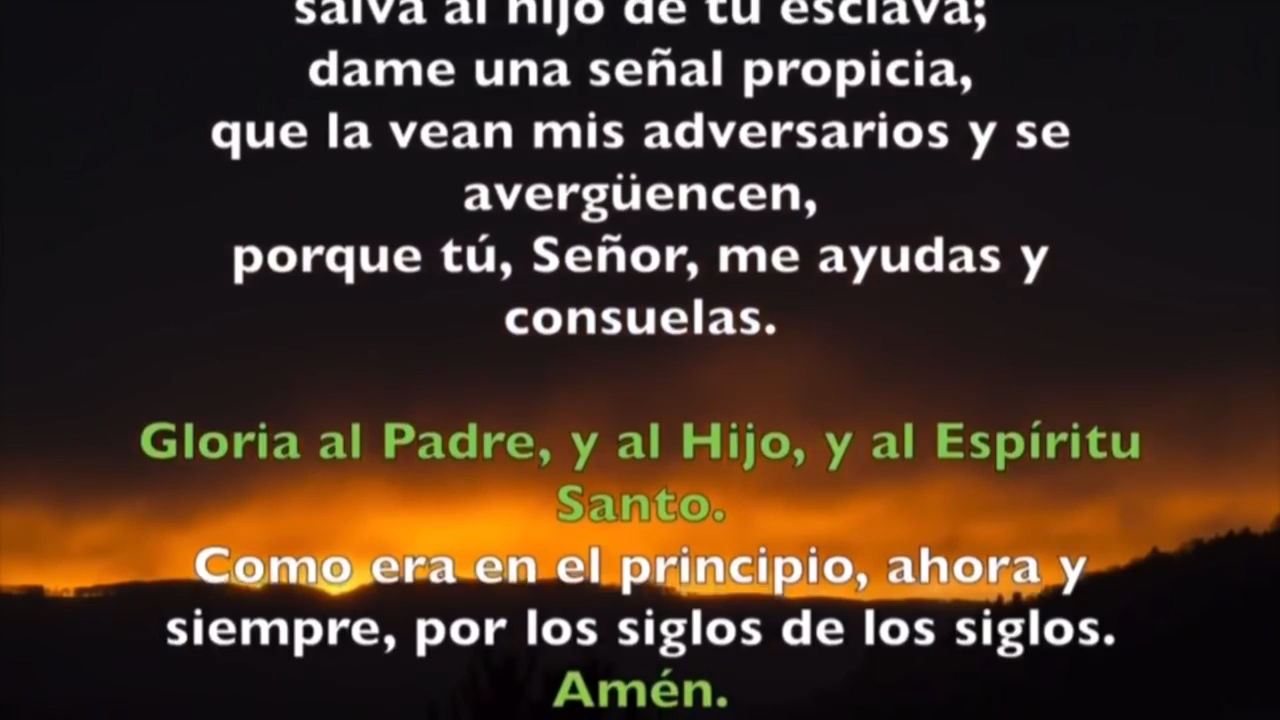 salva al hijo de tu esclava;
dame una señal propicia,
que la vean mis adversarios y se
avergüencen,
porque tú, Señor, me ayudas y
consuelas.
Gloria al Padre, y al Hijo, y al Espíritu
Santo.
Como era en el principio, ahora y
siempre, por los siglos de los siglos.
Amén.